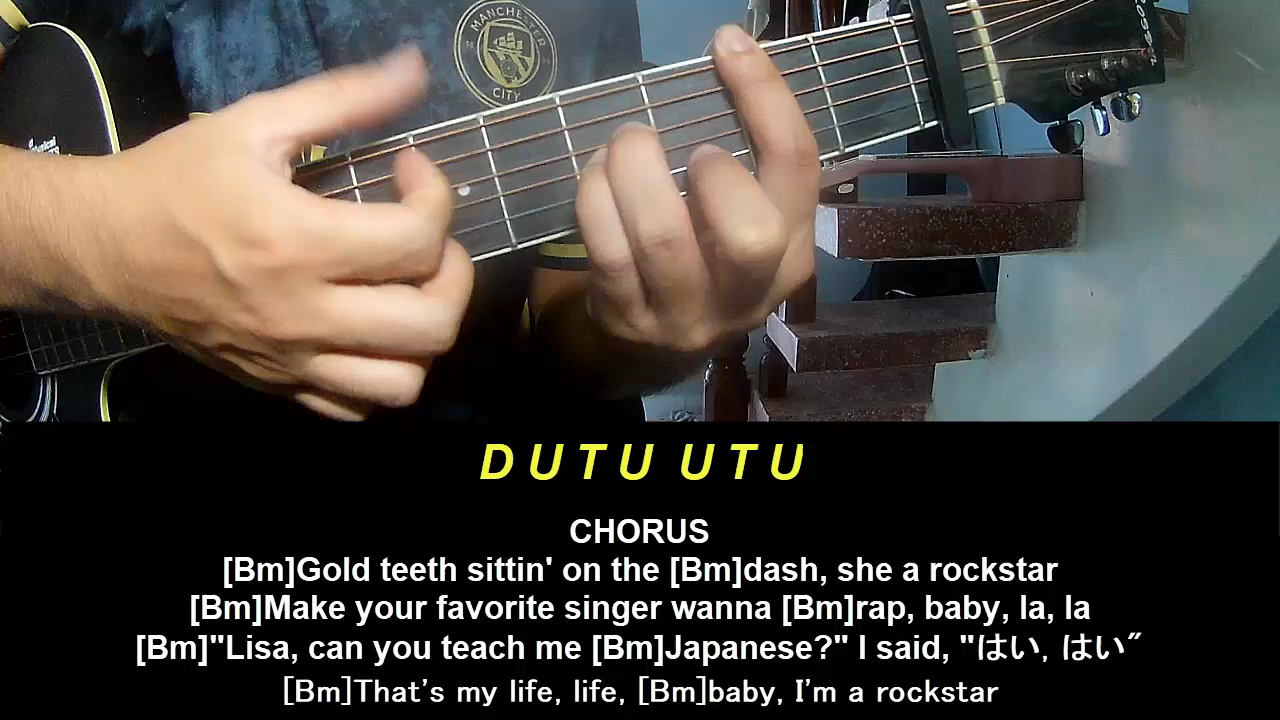 MANCHESTER
CITY
D U T U U T U
CHORUS
[Bm]Gold teeth sittin' on the [Bm]dash, she a rockstar
[Bm]Make your favorite singer wanna [Bm]rap, baby, la, la
[Bm]"Lisa, can you teach me [Bm]Japanese?" I said, "はい, はい″
[Bm]That's my life, life, [Bm]baby, I'm a rockstar